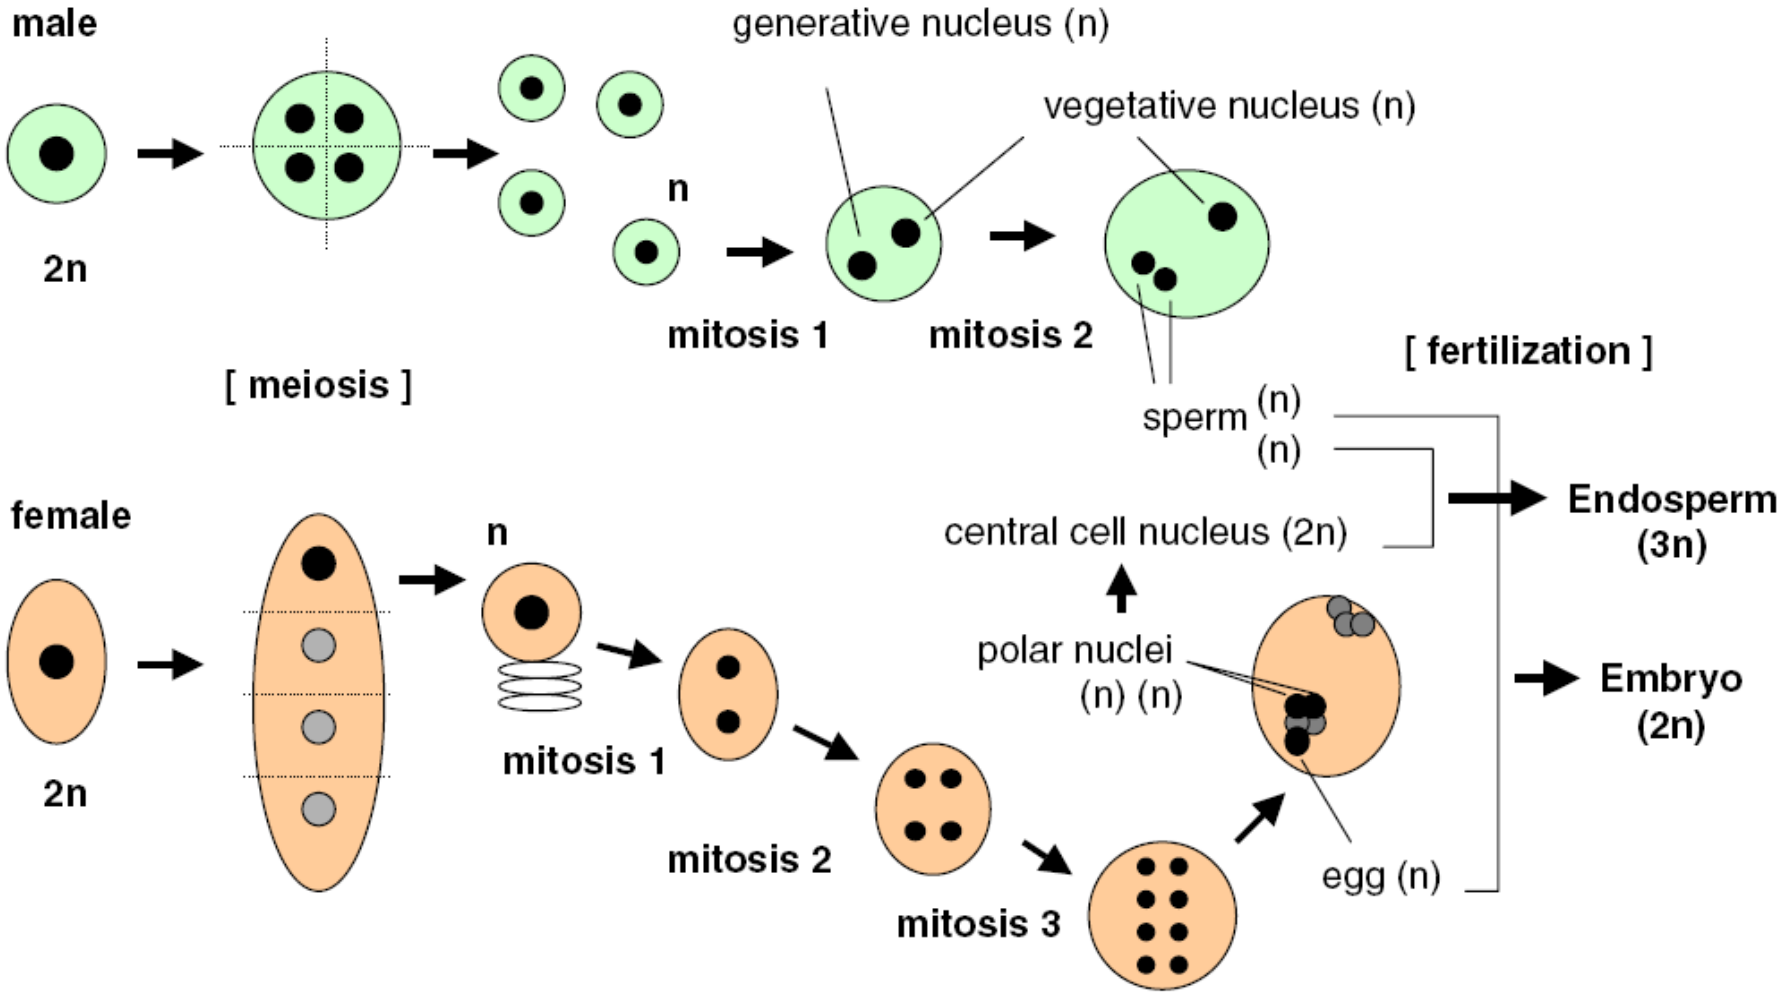 male
generative nucleus (n)
vegetative nucleus (n)
n
2n
mitosis 1
mitosis 2
[ fertilization ]
[ meiosis ]
sperm (n)
(n)
female
n
central cell nucleus (2n)
Endosperm
(3n)
polar nuclei
(n) (n)
Embryo
(2n)
mitosis 1
2n
mitosis 2
egg (n)
mitosis 3